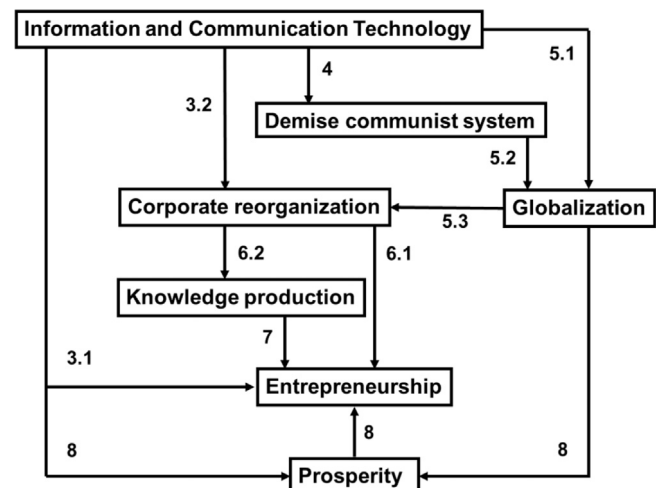 Information and Communication Technology
5.1
4
3.2
Demise communist system
5.2
Corporate reorganization
Globalization
5.3
6.2
6.1
Knowledge production
7
3.1
Entrepreneurship
8
8
8
Prosperity